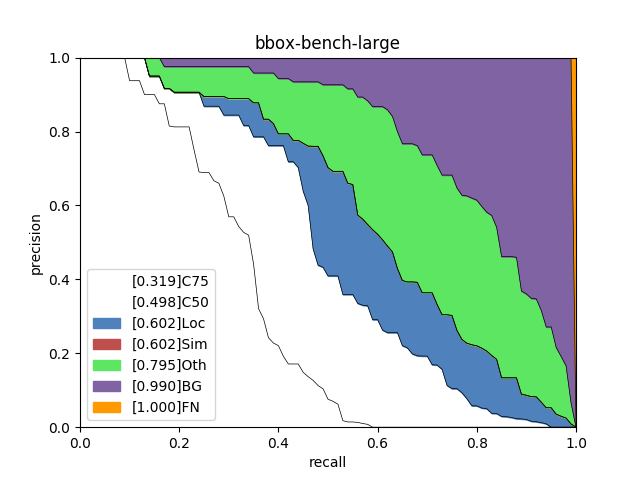 bbox-bench-large
precision
1.0
0.8
0.6
0.4
0.2
0.0
[0.319]C75
[0.498]C50
[0.602]Loc
[0.602]Sim
[0.795]Oth
[0.990]BG
[1.000]FN
0.0 0.2 0.4 0.6 0.8 1.0
recall